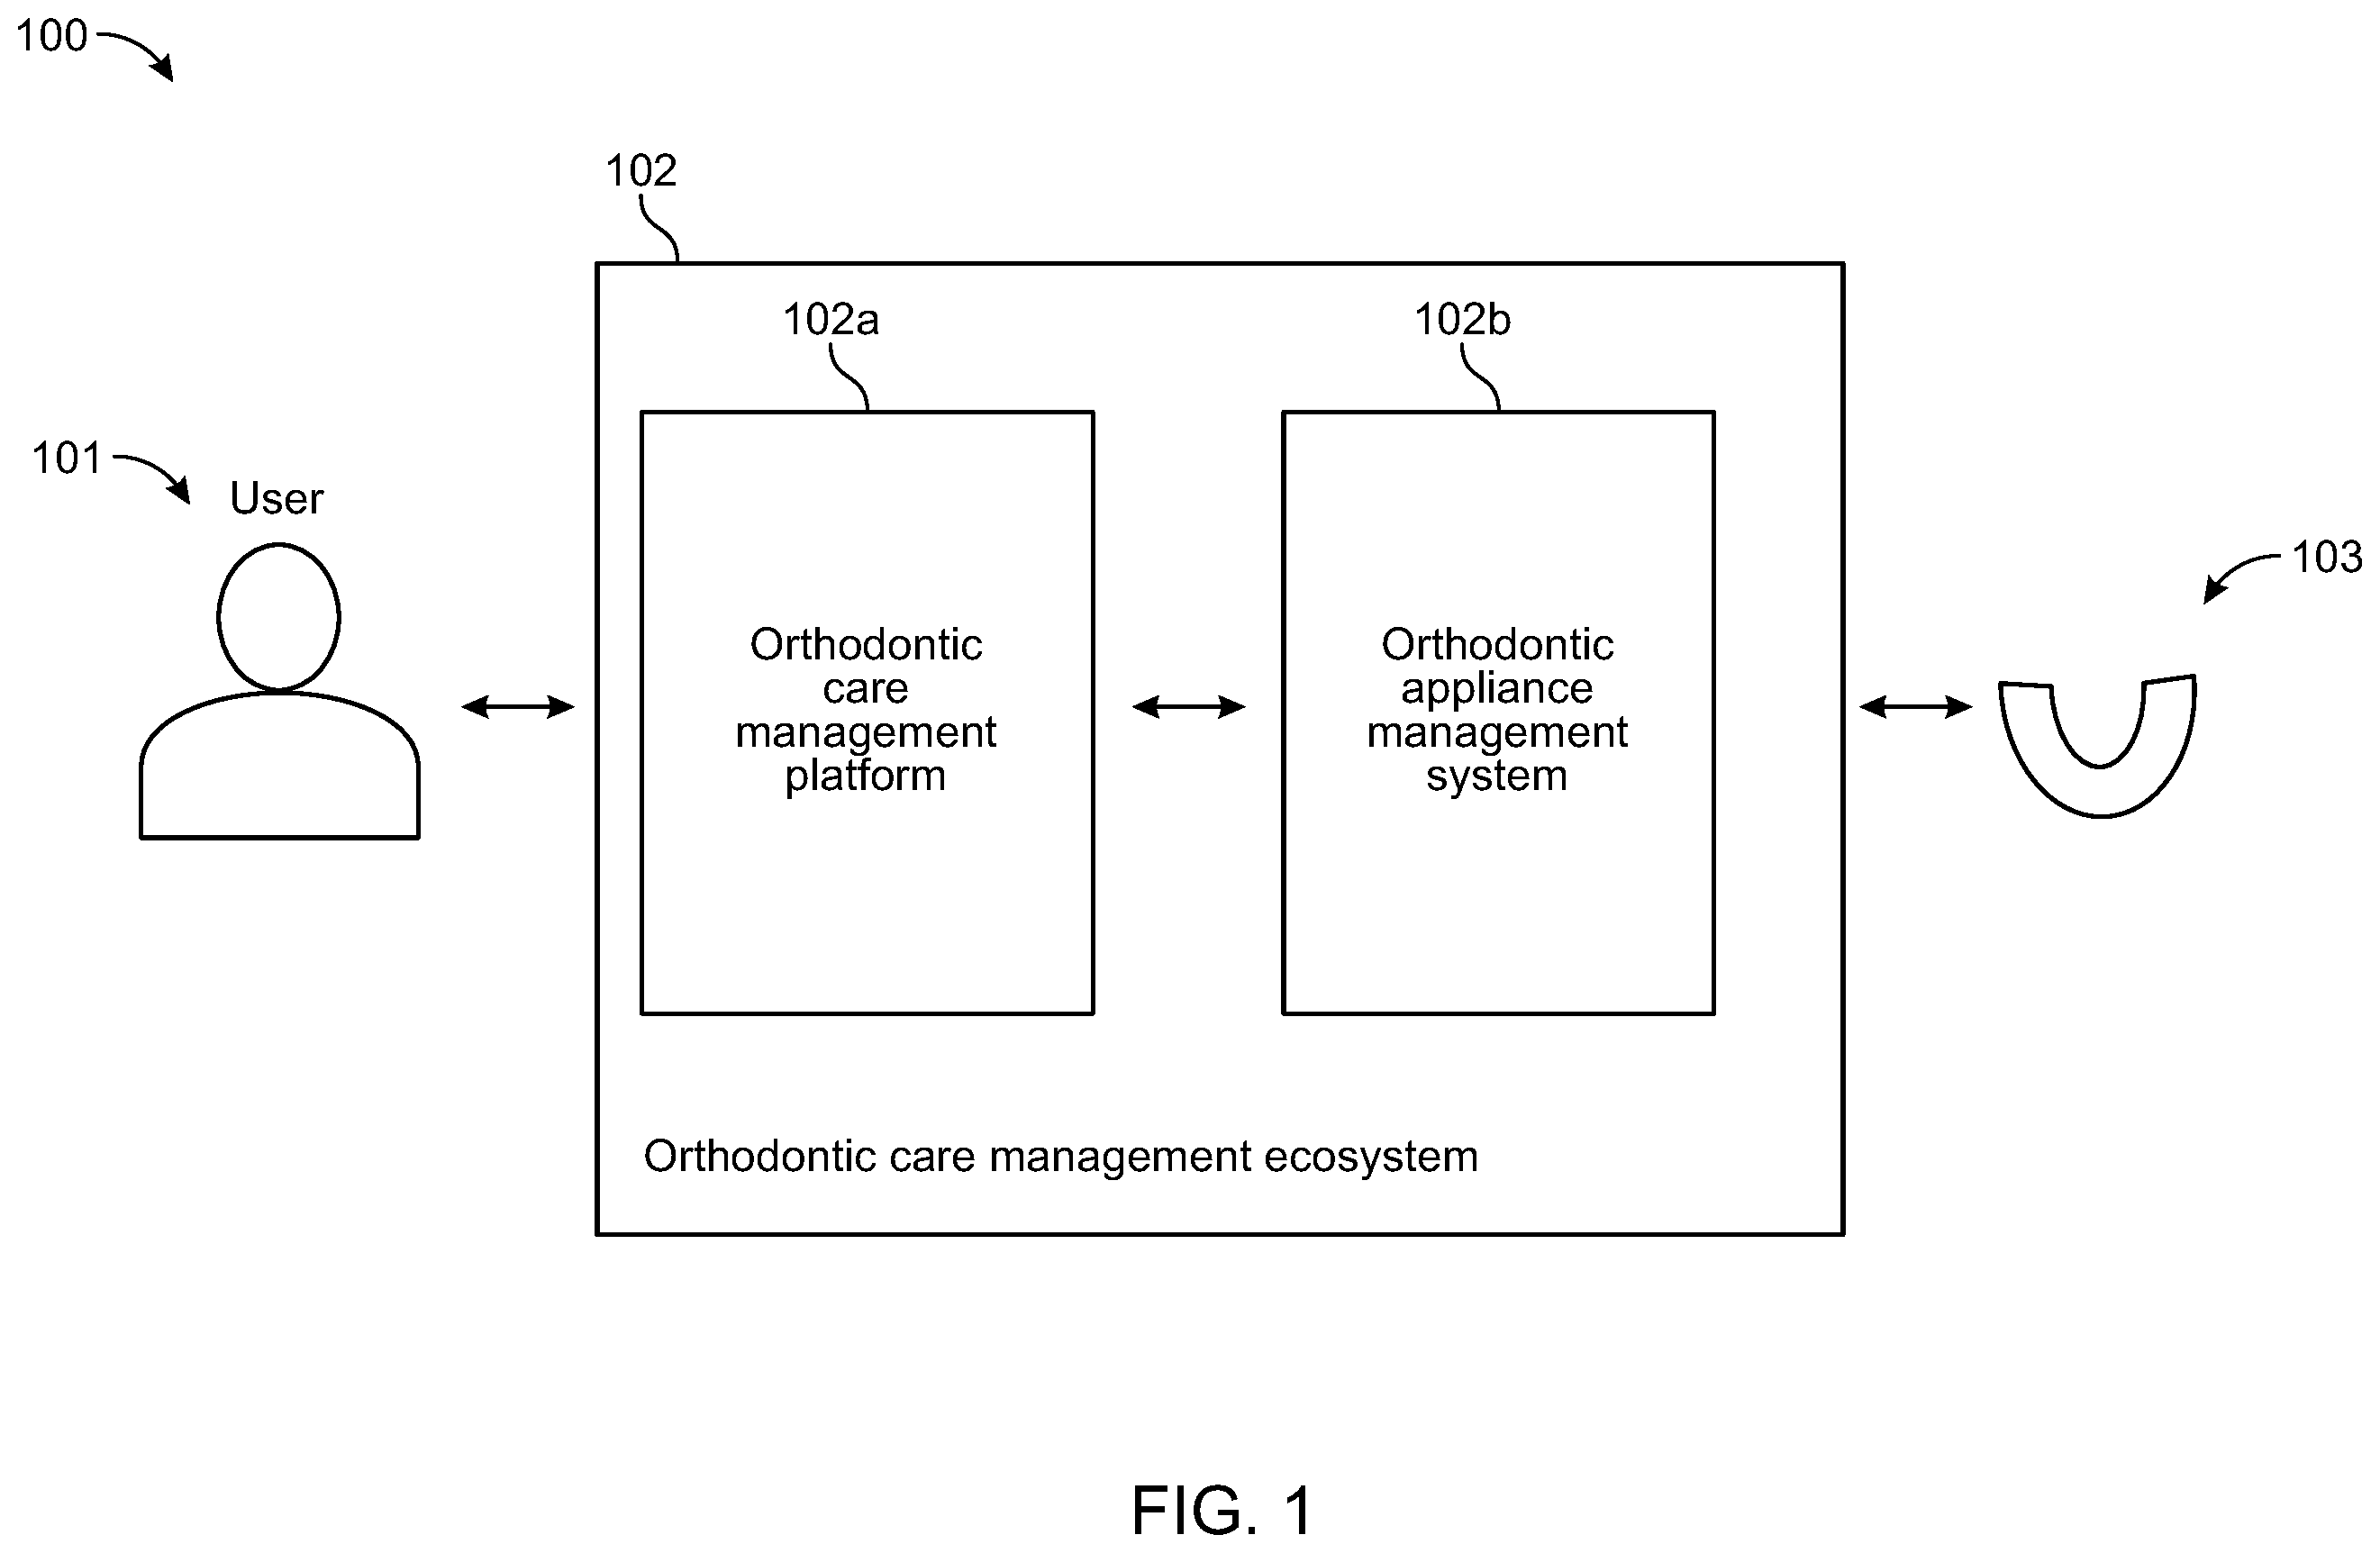 100
102
102a
102b
101
User
103
Orthodontic
care
management
platform
Orthodontic
appliance
management
system
Orthodontic care management ecosystem
FIG. 1